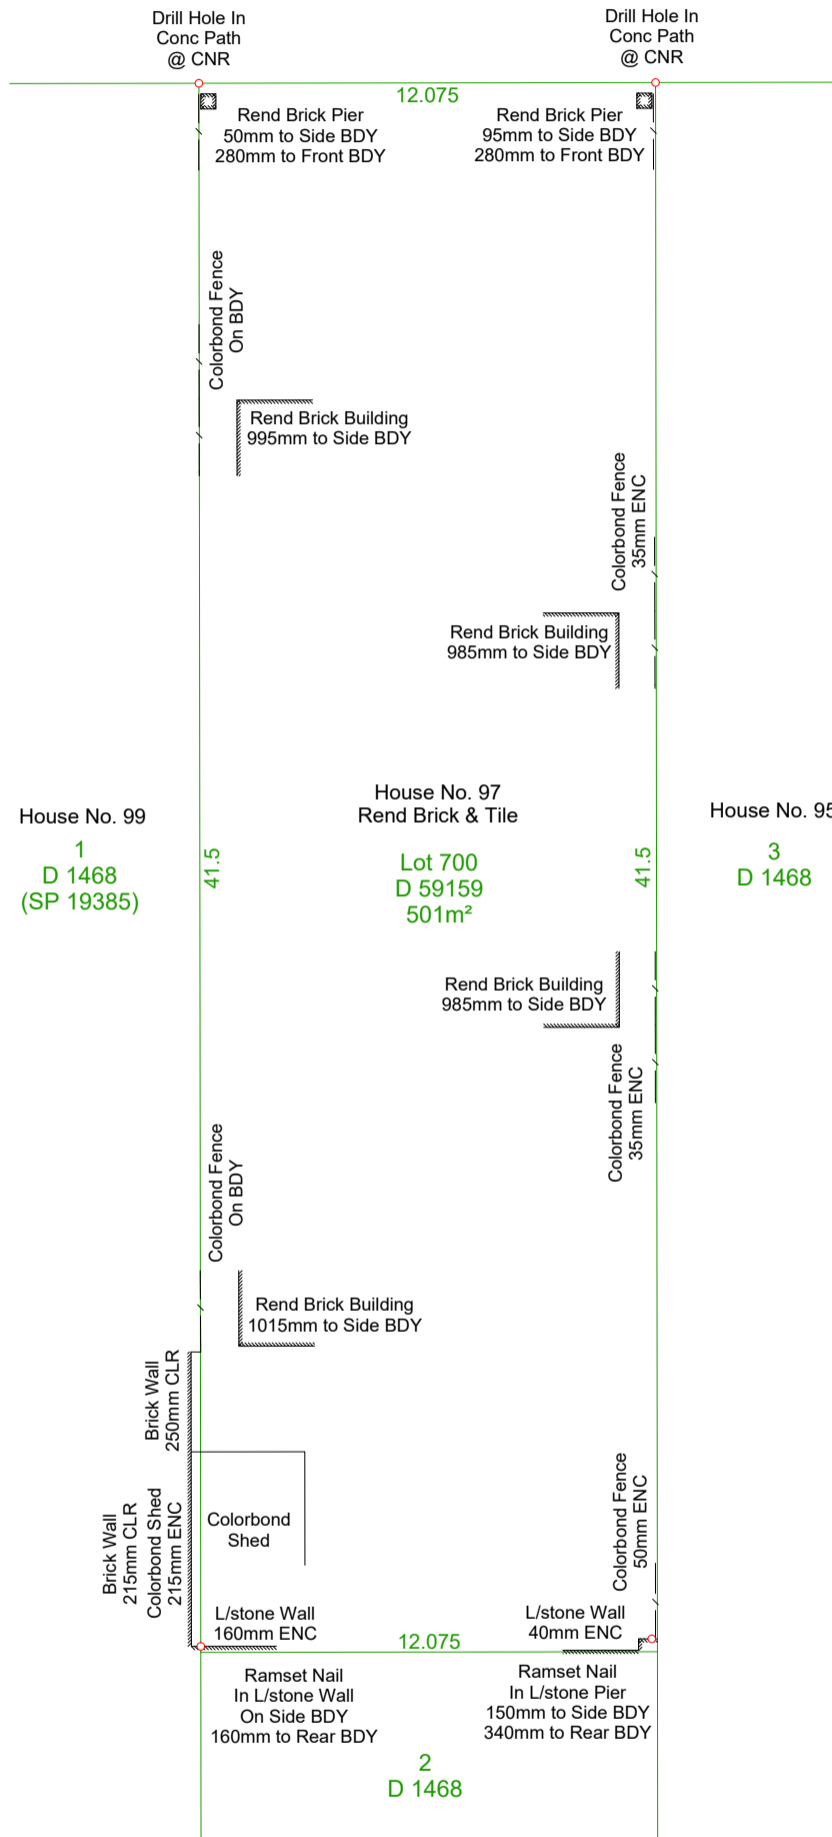 Drill Hole In
Conc Path
@ CNR
Drill Hole In
Conc Path
@ CNR
12.075
Rend Brick Pier
50mm to Side BDY
280mm to Front BDY
Rend Brick Pier
95mm to Side BDY
280mm to Front BDY
Colorbond Fence
On BDY
Rend Brick Building
995mm to Side BDY
Colorbond Fence
35mm ENC
Rend Brick Building
985mm to Side BDY
House No. 99
1
D 1468
(SP 19385)
41.5
House No. 97
Rend Brick & Tile
Lot 700
D 59159
501m²
41.5
House No. 95
3
D 1468
Rend Brick Building
985mm to Side BDY
Colorbond Fence
35mm ENC
Colorbond Fence
On BDY
Rend Brick Building
1015mm to Side BDY
Brick Wall
250mm CLR
Brick Wall
215mm CLR
Colorbond Shed
215mm ENC
Colorbond
Shed
Colorbond Fence
50mm ENC
L/stone Wall
160mm ENC
L/stone Wall
40mm ENC
12.075
Ramset Nail
In L/stone Wall
On Side BDY
160mm to Rear BDY
Ramset Nail
In L/stone Pier
150mm to Side BDY
340mm to Rear BDY
2
D 1468